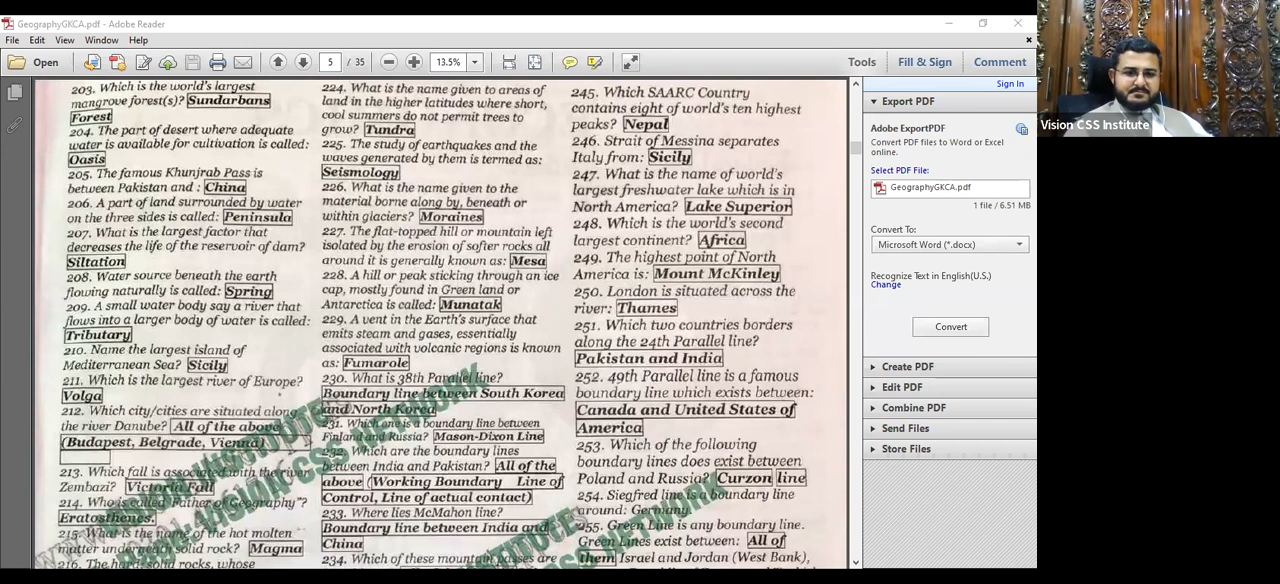 GeographyGKCA.pdf - Adobe Reader
File Edit View Window Help
Open
5 / 35
13.5%
Tools
Fill & Sign
Comment
203. Which is the world's largest
mangrove forest(s)? Sundarbans
Forest
204. The part of desert where adequate
water is available for cultivation is called:
Oasis
205. The famous Khunjrab Pass is
between Pakistan and : China
206. A part of land surrounded by water
on the three sides is called: Peninsula
207. What is the largest factor that
decreases the life of the reservoir of dam?
Siltation
208. Water source beneath the earth
flowing naturally is called: Spring
209. A small water body say a river that
flows into a larger body of water is called:
Tributary
210. Name the largest island of
Mediterranean Sea? Sicily
211. Which is the largest river of Europe?
Volga
212. Which city/cities are situated along
the river Danube? All of the above
(Budapest, Belgrade, Vienna)
213. Which fall is associated with the river
Zembazi? Victoria Fall
214. Who is called Father of Geography"?
Eratosthenes.
215. What is the name of the hot molten
matter underneath solid rock? Magma
216. The hard, solid rocks, whose
224. What is the name given to areas of
land in the higher latitudes where short,
cool summers do not permit trees to
grow? Tundra
225. The study of earthquakes and the
waves generated by them is termed as:
Seismology
226. What is the name given to the
material borne along by, beneath or
within glaciers? Moraines
227. The flat-topped hill or mountain left
isolated by the erosion of softer rocks all
around it is generally known as: Mesa
228. A hill or peak sticking through an ice
cap, mostly found in Green land or
Antarctica is called: Munatak
229. A vent in the Earth's surface that
emits steam and gases, essentially
associated with volcanic regions is known
as: Fumarole
230. What is 38th Parallel line?
Boundary line between South Korea
and North Korea
231. Which one is a boundary line between
Finland and Russia? Mason-Dixon Line
232. Which are the boundary lines
between India and Pakistan? All of the
above (Working Boundary Line of
Control, Line of actual contact)
233. Where lies McMahon line?
Boundary line between India and
China
234. Which of these mountain passes are
245. Which SAARC Country
contains eight of world's ten highest
peaks? Nepal
246. Strait of Messina separates
Italy from: Sicily
247. What is the name of world's
largest freshwater lake which is in
North America? Lake Superior
248. Which is the world's second
largest continent? Africa
249. The highest point of North
America is: Mount McKinley
250. London is situated across the
river: Thames
251. Which two countries borders
along the 24th Parallel line?
Pakistan and India
252. 49th Parallel line is a famous
boundary line which exists between:
Canada and United States of
America
253. Which of the following
boundary lines does exist between
Poland and Russia? Curzon line
254. Siegfred line is a boundary line
around: Germany
255. Green Line is any boundary line.
Green Lines exist between: All of
them Israel and Jordan (West Bank),
Sign In
Export PDF
Adobe ExportPDF
Convert PDF files to Word or Excel
online.
Select PDF File:
GeographyGKCA.pdf
1 file / 6.51 MB
Convert To:
Microsoft Word (*.docx)
Recognize Text in English(U.S.)
Change
Convert
Create PDF
Edit PDF
Combine PDF
Send Files
Store Files
Vision CSS Institute